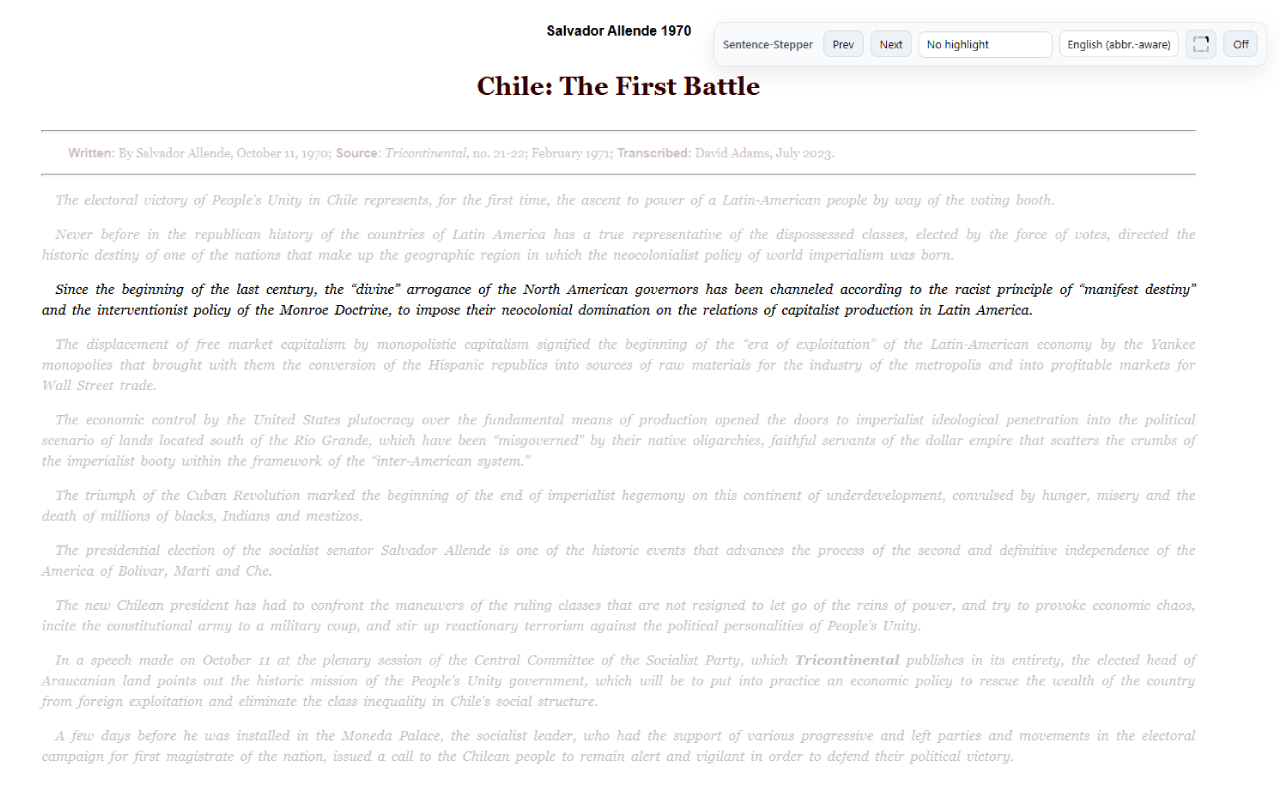 Salvador Allende 1970
Sentence-Stepper Prev Next No highlight English (abbr.-aware) Off
Chile: The First Battle
Written: By Salvador Allende, October 11, 1970; Source: Tricontinental, no. 21-22; February 1971; Transcribed: David Adams, July 2023.
The electoral victory of People's Unity in Chile represents, for the first time, the ascent to power of a Latin-American people by way of the voting booth.
Never before in the republican history of the countries of Latin America has a true representative of the dispossessed classes, elected by the force of votes, directed the
historic destiny of one of the nations that make up the geographic region in which the neocolonialist policy of world imperialism was born.
Since the beginning of the last century, the “divine” arrogance of the North American governors has been channeled according to the racist principle of “manifest destiny”
and the interventionist policy of the Monroe Doctrine, to impose their neocolonial domination on the relations of capitalist production in Latin America.
The displacement of free market capitalism by monopolistic capitalism signified the beginning of the “era of exploitation” of the Latin-American economy by the Yankee
monopolies that brought with them the conversion of the Hispanic republics into sources of raw materials for the industry of the metropolis and into profitable markets for
Wall Street trade.
The economic control by the United States plutocracy over the fundamental means of production opened the doors to imperialist ideological penetration into the political
scenario of lands located south of the Rio Grande, which have been “misgoverned” by their native oligarchies, faithful servants of the dollar empire that scatters the crumbs of
the imperialist booty within the framework of the “inter-American system.”
The triumph of the Cuban Revolution marked the beginning of the end of imperialist hegemony on this continent of underdevelopment, convulsed by hunger, misery and the
death of millions of blacks, Indians and mestizos.
The presidential election of the socialist senator Salvador Allende is one of the historic events that advances the process of the second and definitive independence of the
America of Bolivar, Marti and Che.
The new Chilean president has had to confront the maneuvers of the ruling classes that are not resigned to let go of the reins of power, and try to provoke economic chaos,
incite the constitutional army to a military coup, and stir up reactionary terrorism against the political personalities of People's Unity.
In a speech made on October 11 at the plenary session of the Central Committee of the Socialist Party, which Tricontinental publishes in its entirety, the elected head of
Araucanian land points out the historic mission of the People's Unity government, which will be to put into practice an economic policy to rescue the wealth of the country
from foreign exploitation and eliminate the class inequality in Chile's social structure.
A few days before he was installed in the Moneda Palace, the socialist leader, who had the support of various progressive and left parties and movements in the electoral
campaign for first magistrate of the nation, issued a call to the Chilean people to remain alert and vigilant in order to defend their political victory.